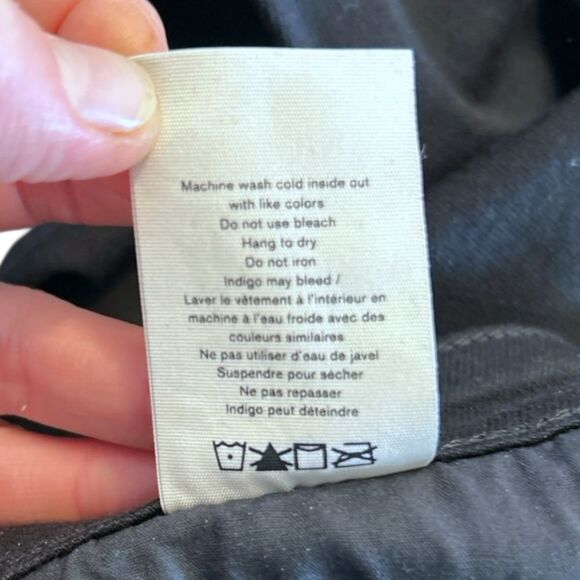 Machine wash cold inside out
with like colors
Do not use bleach
Hang to dry
Do not iron
Indigo may bleed /
Laver le vêtement à l'intérieur en
machine à l'eau froide avec des
couleurs similaires
Ne pas utiliser d'eau de javel
Suspendre pour sécher
Ne pas repasser
Indigo peut déteindre